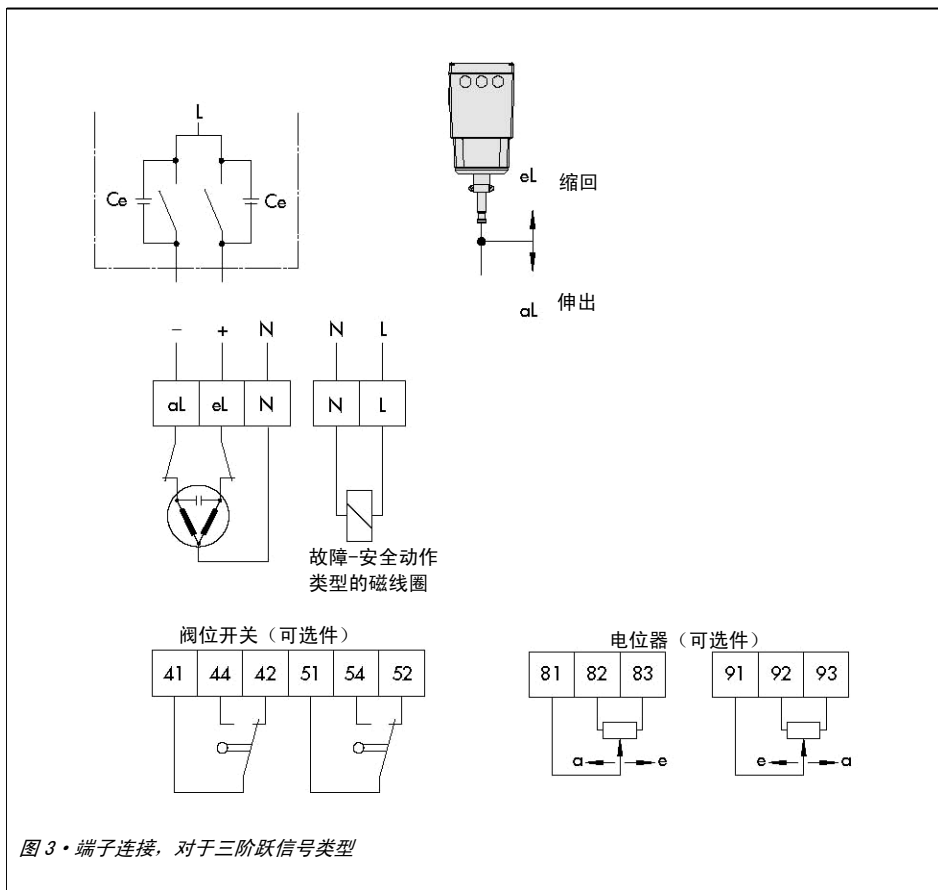 L
Ce Ce
eL 缩回
aL 伸出
- + N N L
aL eL N N L
故障-安全动作
类型的磁线圈
阀位开关（可选件）
41 44 42 51 54 52
电位器（可选件）
81 82 83 91 92 93
a e e a
图 3·端子连接，对于三阶跃信号类型